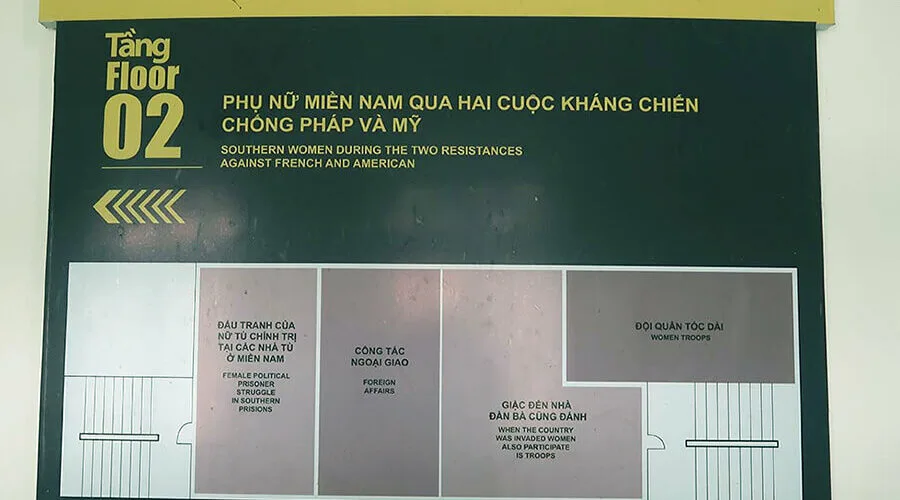 Tầng
Floor
02
PHỤ NỮ MIỀN NAM QUA HAI CUỘC KHÁNG CHIẾN
CHỐNG PHÁP VÀ MỸ
SOUTHERN WOMEN DURING THE TWO RESISTANCES
AGAINST FRENCH AND AMERICAN
ĐẤU TRANH CỦA
NỮ TÙ CHÍNH TRỊ
TẠI CÁC NHÀ TÙ
Ở MIỀN NAM
FEMALE POLITICAL
PRISONER
STRUGGLE
IN SOUTHERN
PRISIONS
CÔNG TÁC
NGOẠI GIAO
FOREIGN
AFFAIRS
GIẶC ĐẾN NHÀ
ĐÀN BÀ CŨNG ĐÁNH
WHEN THE COUNTRY
WAS INVADED WOMEN
ALSO PARTICIPATE
IS TROOPS
ĐỘI QUÂN TÓC DÀI
WOMEN TROOPS